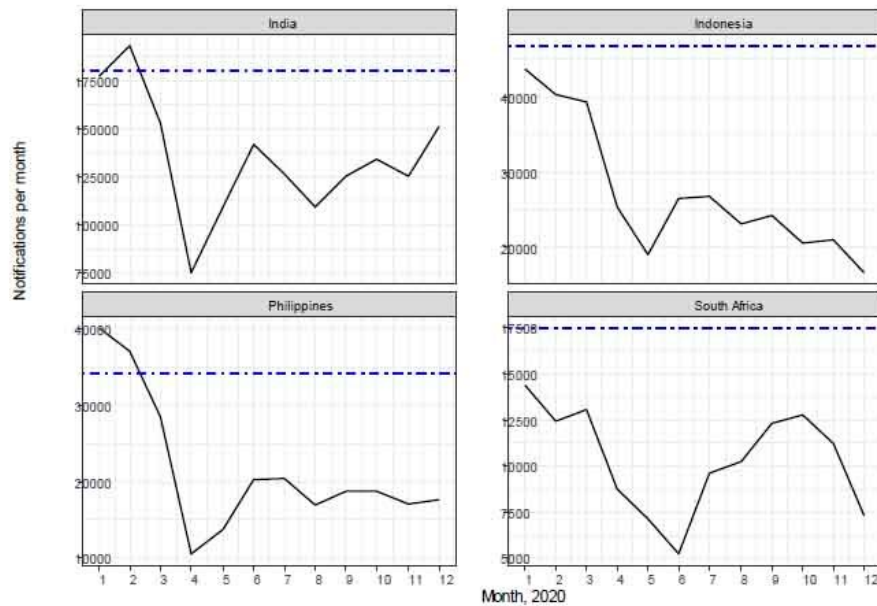 India
Indonesia
Notifications per month
175000
150000
125000
100000
75000
40000
30000
20000
Philippines
South Africa
40000
30000
20000
10000
17500
15000
12500
10000
7500
5000
1 2 3 4 5 6 7 8 9 10 11 12
1 2 3 4 5 6 7 8 9 10 11 12
Month, 2020